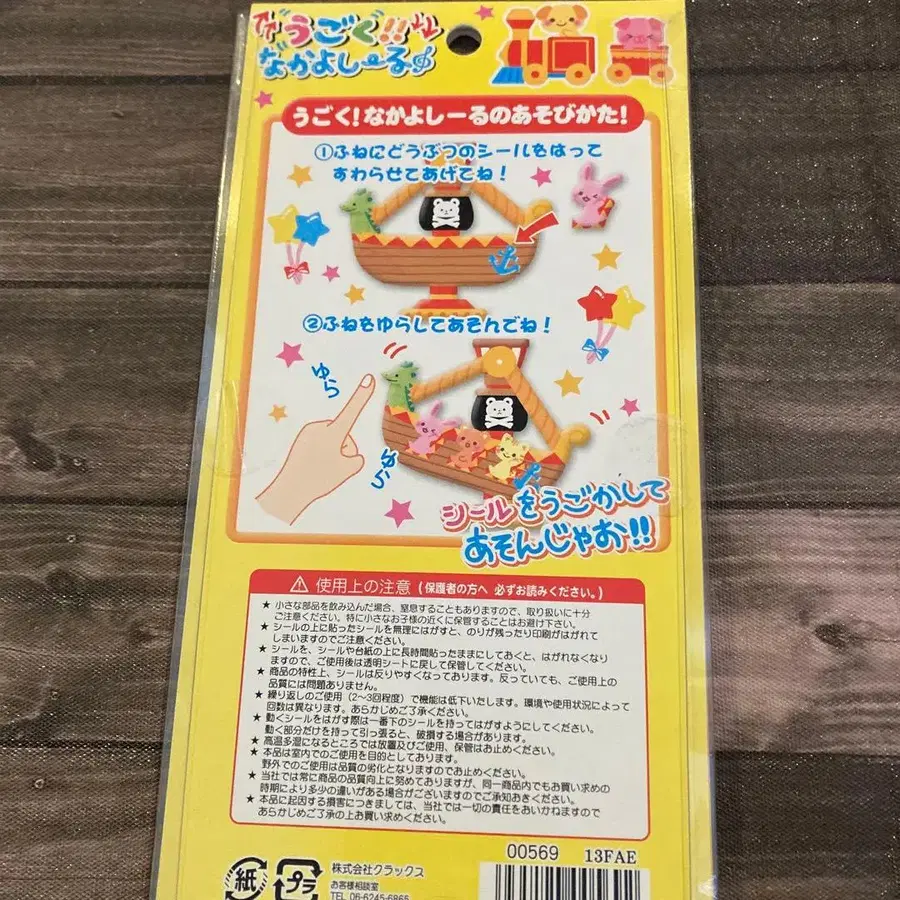 うごく!!
なかよしーる
うごく!なかよしーるのあそびかた!
①ふねにどうぶつのシールをはって
すわらせてあげてね!
②ふねをゆらしてあそんでね!
ゆら
ゆら
シールをうごかして
あそんじゃお!!
⚠ 使用上の注意 (保護者の方へ 必ずお読みください。)
★ 小さな部品を飲み込んだ場合、窒息することもありますので、取り扱いに十分
ご注意ください。特に小さなお子様の近くに保管することはお避け下さい。
★ シールの上に貼ったシールを無理にはがすと、のりが残ったり印刷がはがれて
しまいますのでご注意ください。
★ シールを、シールや台紙の上に長時間貼ったままにしておくと、はがれなくなり
ますので、ご使用後は透明シートに戻して保管してください。
★ 商品の特性上、シールは反りやすくなっております。反っていても、ご使用上の
品質には問題ありません。
★ 繰り返しのご使用(2〜3回程度)で機能は低下いたします。環境や使用状況によって
回数は異なります。あらかじめご了承ください。
★ 動くシールをはがす際は一番下のシールを持ってはがすようにしてください。
動く部分だけを持って引っ張ると、破損する場合があります。
★ 高温多湿になるところでは放置及びご使用、保管はお止めください。
★ 本品は室内でのご使用を目的としております。
野外でのご使用は品質の劣化となりますのでお止めください。
★ 当社では常に商品の品質向上に努めておりますが、同一商品内でもお買い求めの
時期により多少の違いがある場合がございますのでご承知おきください。
★ 本品に起因する損害につきましては、当社では一切の責任をおいかねますので
あらかじめご了承の上お買い求めください。
紙
プラ
株式会社クラックス
お客様相談室
TEL 06-6245-6865
00569 13FAE